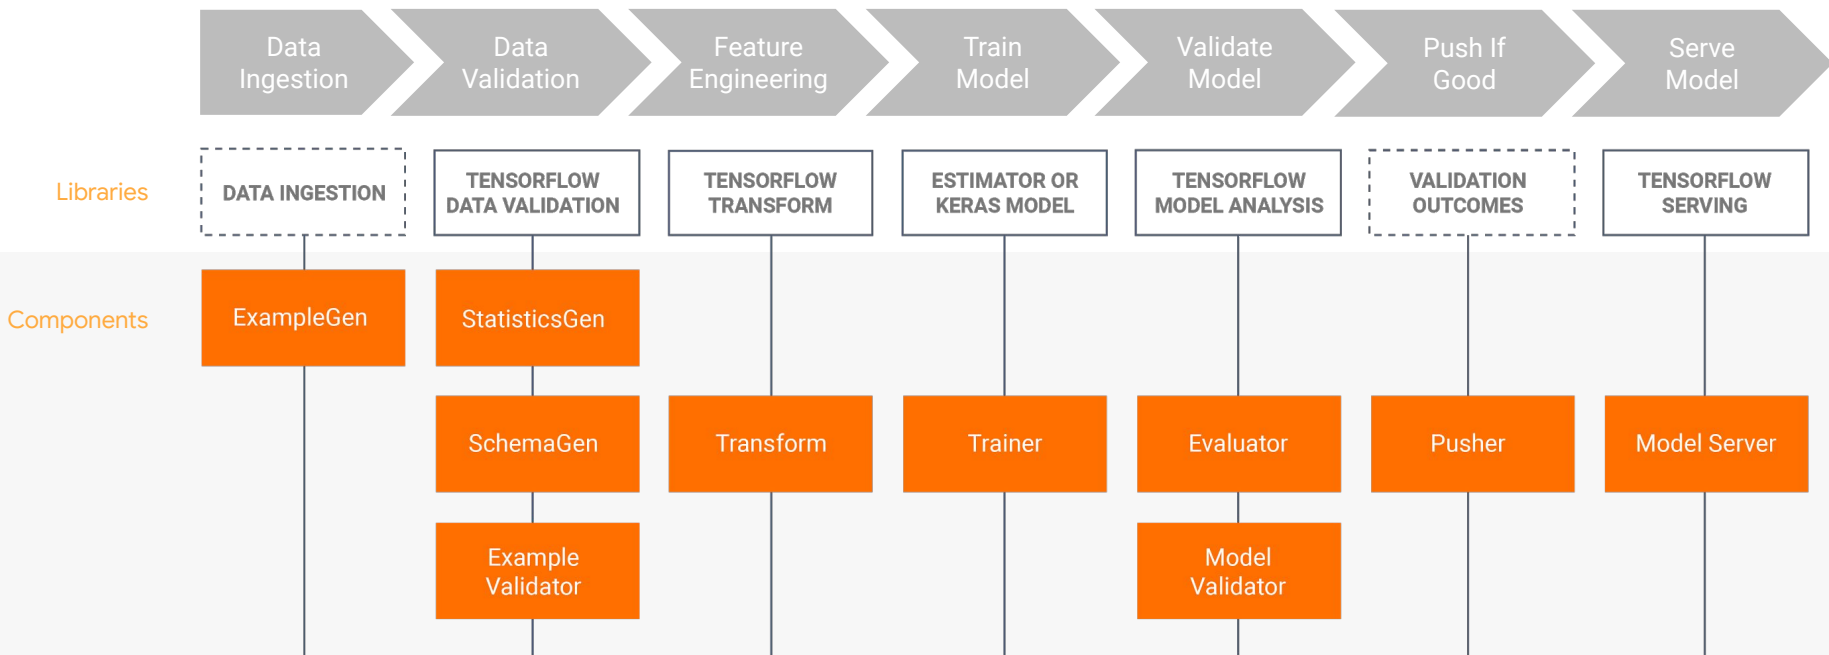 Data
Ingestion
Data
Validation
Feature
Engineering
Train
Model
Validate
Model
Push If
Good
Serve
Model
Libraries
DATA INGESTION
TENSORFLOW
DATA VALIDATION
TENSORFLOW
TRANSFORM
ESTIMATOR OR
KERAS MODEL
TENSORFLOW
MODEL ANALYSIS
VALIDATION
OUTCOMES
TENSORFLOW
SERVING
Components
ExampleGen
StatisticsGen
SchemaGen
Transform
Trainer
Evaluator
Pusher
Model Server
Example
Validator
Model
Validator